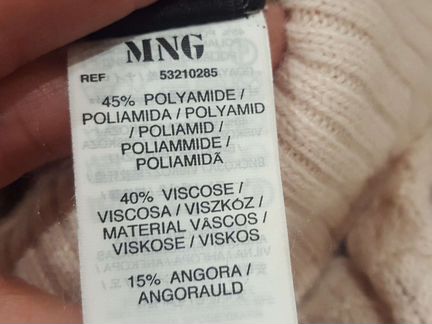 MNG
REF 53210285
45% POLYAMIDE /
POLIAMIDA / POLYAMID
/ POLIAMID /
POLIAMMIDE /
POLIAMIDĂ
40% VISCOSE /
VISCOSA / VISZKÓZ /
MATERIAL VÂSCOS /
VISKOSE / VISKOS
15% ANGORA /
ANGORAULD